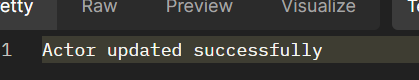 etty Raw Preview Visualize T
1 Actor updated successfully